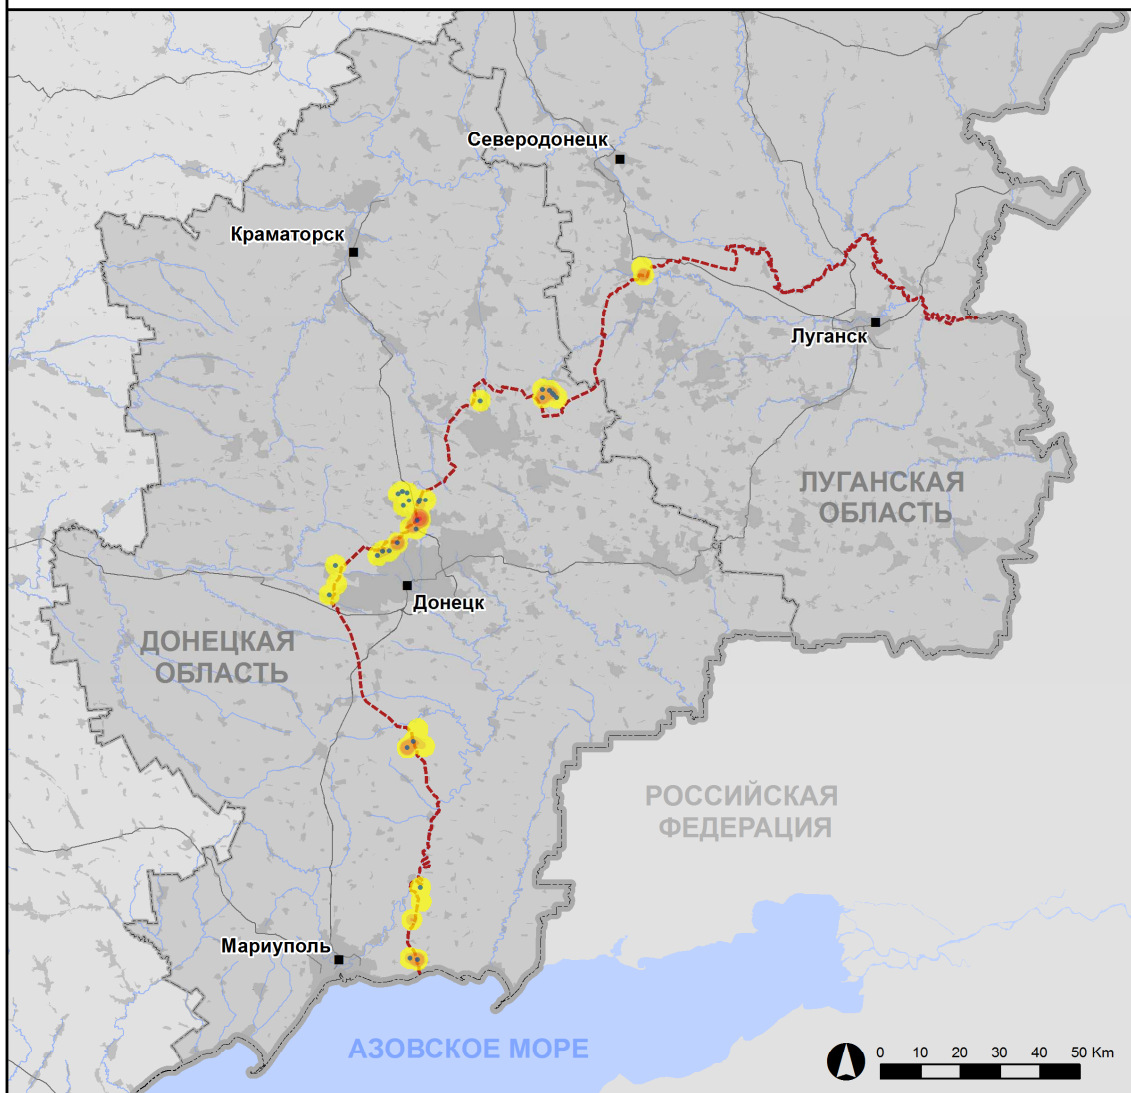 Северодонецк
Краматорск
Луганск
ЛУГАНСКАЯ
ОБЛАСТЬ
Донецк
ДОНЕЦКАЯ
ОБЛАСТЬ
РОССИЙСКАЯ
ФЕДЕРАЦИЯ
Мариуполь
АЗОВСКОЕ МОРЕ
0 10 20 30 40 50 Km